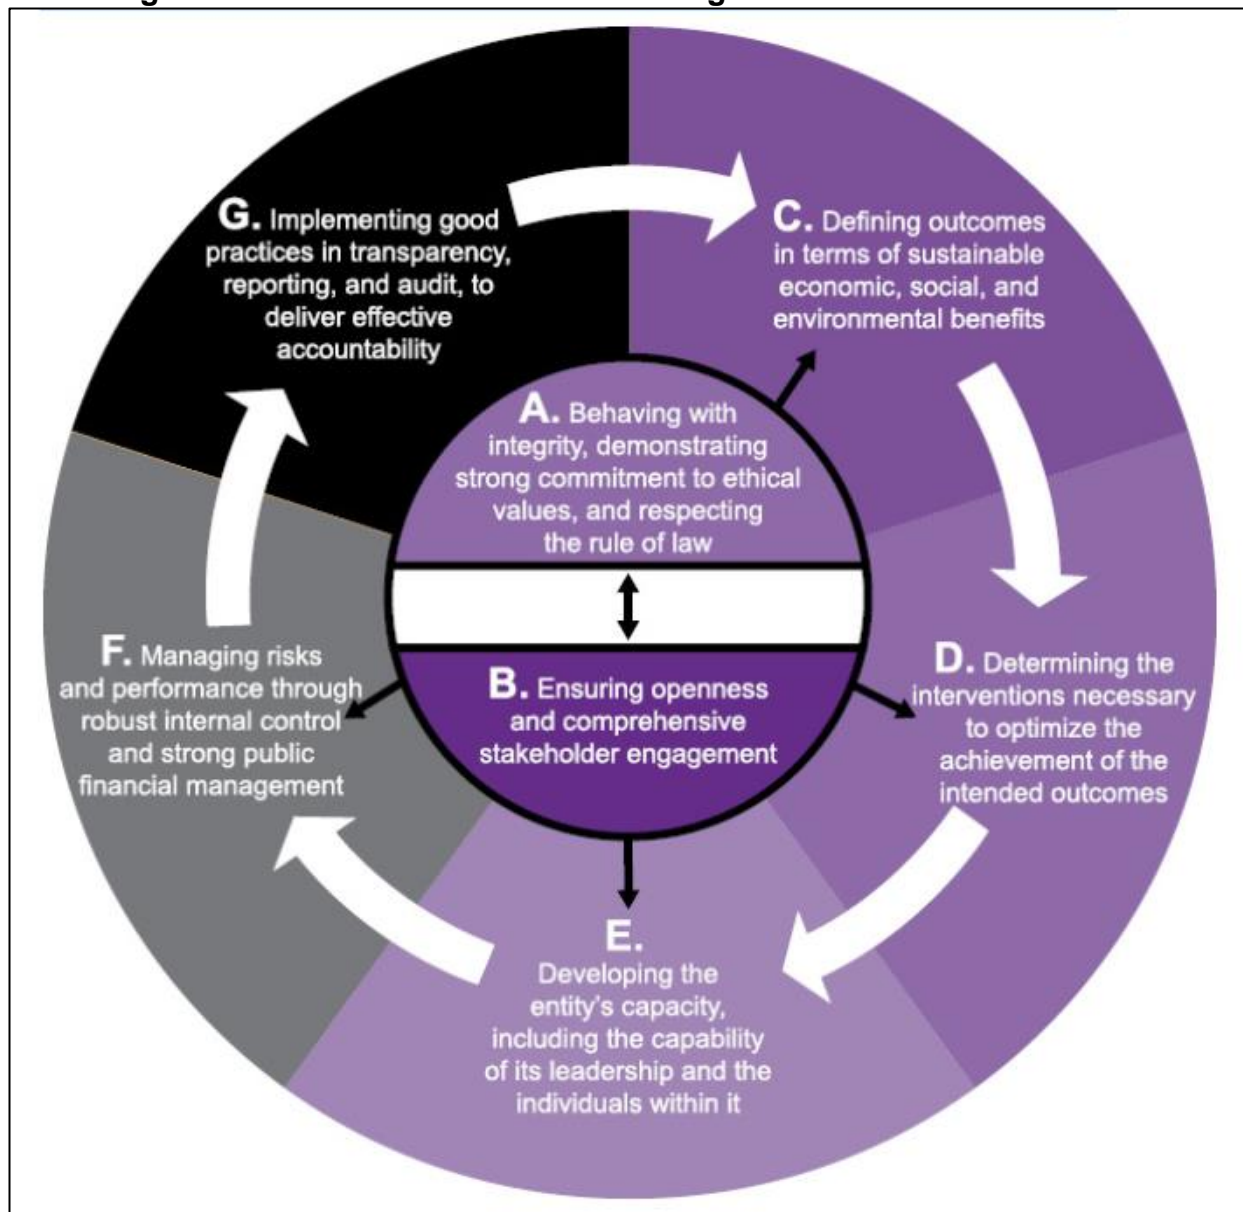 A. Behaving with
integrity, demonstrating
strong commitment to ethical
values, and respecting
the rule of law
B. Ensuring openness
and comprehensive
stakeholder engagement
C. Defining outcomes
in terms of sustainable
economic, social, and
environmental benefits
D. Determining the
interventions necessary
to optimize the
achievement of the
intended outcomes
E.
Developing the
entity's capacity,
including the capability
of its leadership and the
individuals within it
F. Managing risks
and performance through
robust internal control
and strong public
financial management
G. Implementing good
practices in transparency,
reporting, and audit, to
deliver effective
accountability